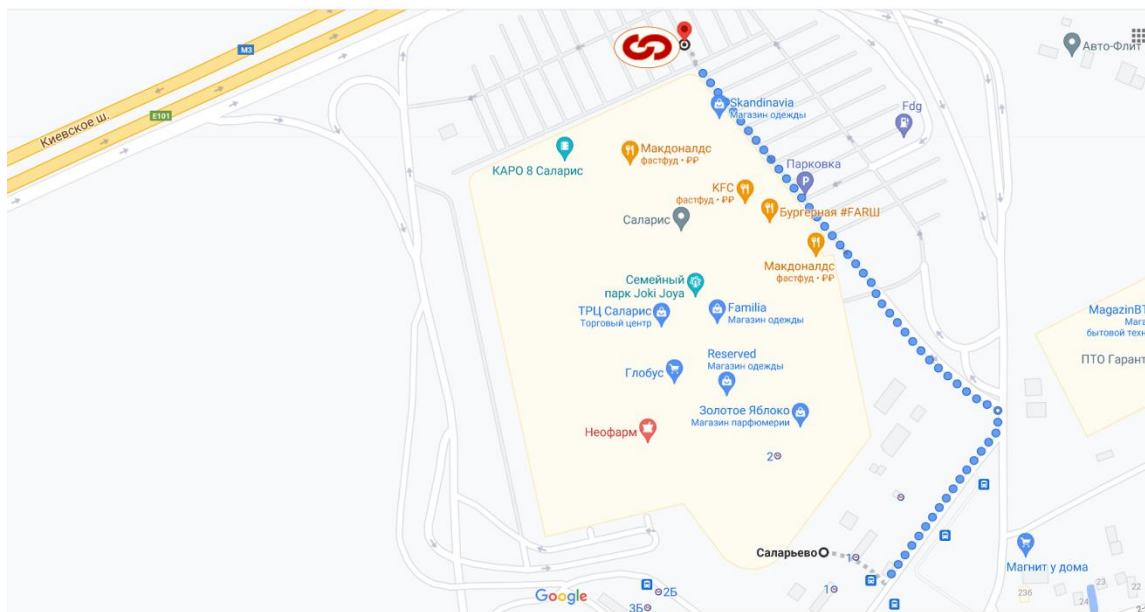 М3
Авто-Флит
Киевское ш.
E101
Skandinavia
Магазин одежды
Fdg
КАРО 8 Саларис
Макдоналдс
фастфуд • ₽₽
Парковка
P
KFC
фастфуд • ₽₽
Бургерная #FARШ
Саларис
Макдоналдс
фастфуд • ₽₽
Семейный
парк Joki Joya
ТРЦ Саларис
Торговый центр
Familia
Магазин одежды
MagazinBT
Мага
бытовой техн
Reserved
Магазин одежды
ПТО Гарант
Глобус
Золотое Яблоко
Магазин парфюмерии
Неофарм
2
Саларьево
1
Магнит у дома
1
2Б
Google
3Б
23б
23
24
22